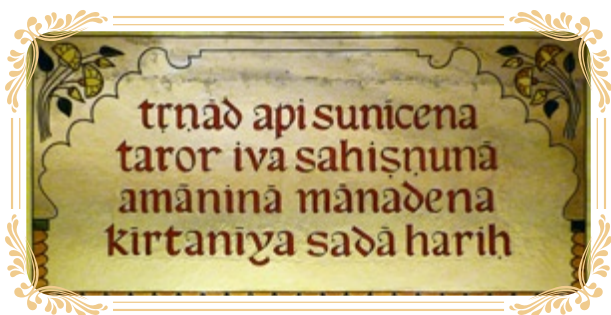 tṛṇād api sunīcena
taror iva sahiṣṇunā
amāninā mānadena
kīrtanīya sadā hariḥ